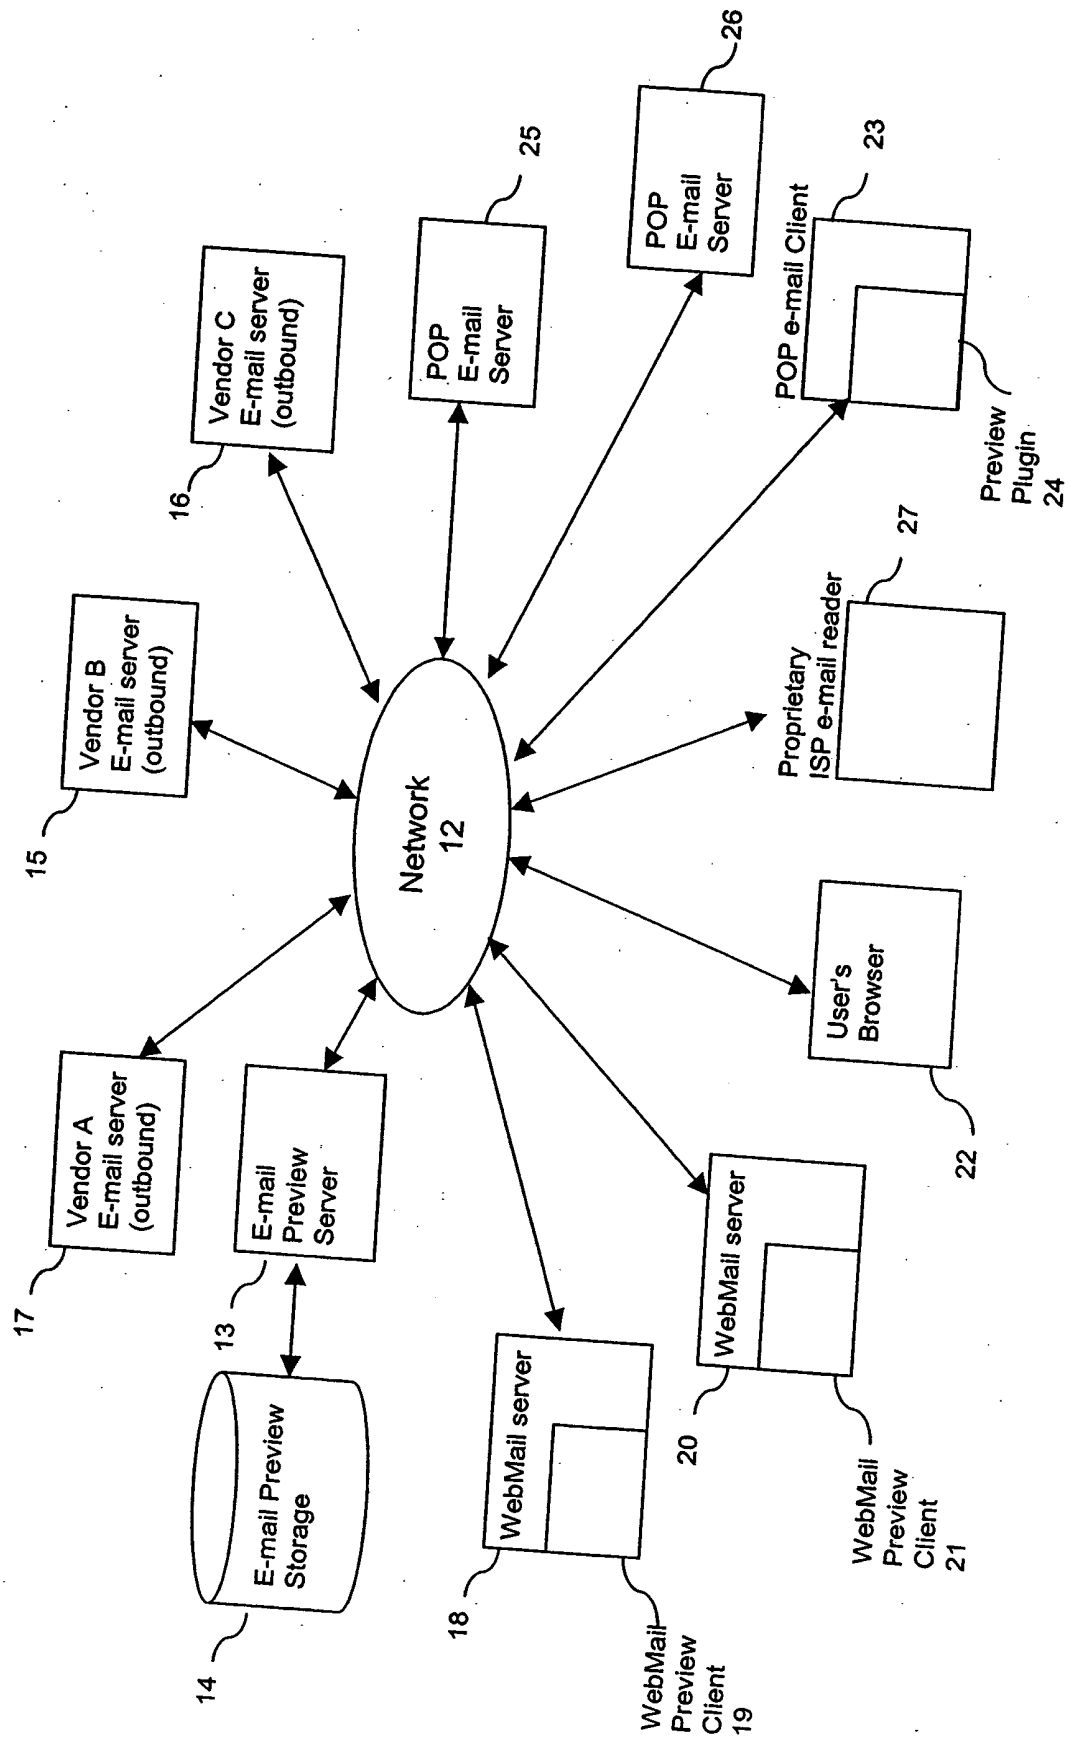 17
Vendor A
E-mail server
(outbound)
15
Vendor B
E-mail server
(outbound)
16
Vendor C
E-mail server
(outbound)
14
E-mail Preview
Storage
13
E-mail
Preview
Server
Network
12
POP
E-mail
Server
25
POP
E-mail
Server
26
18
WebMail server
WebMail
Preview
Client
19
20
WebMail server
WebMail
Preview
Client
21
22
User's
Browser
Proprietary
ISP e-mail reader
27
POP e-mail Client
23
Preview
Plugin
24